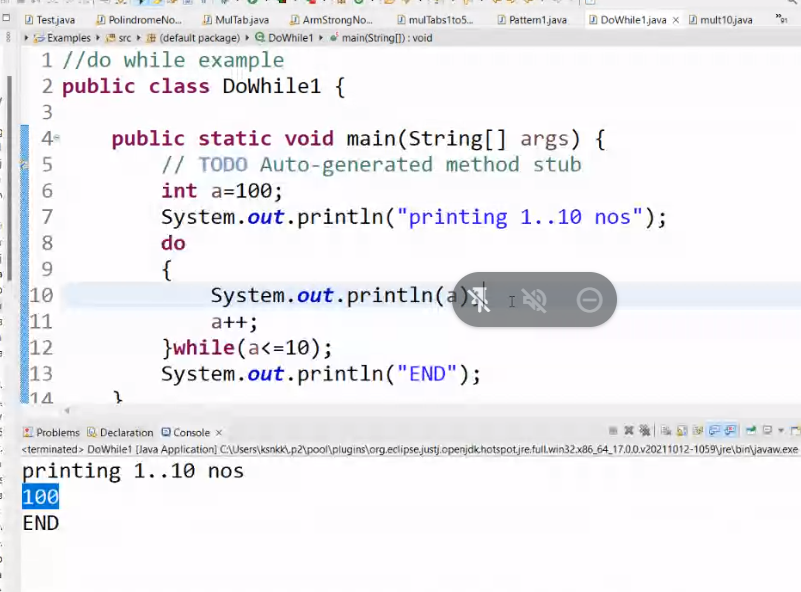 Test.java PolindromeNo... MulTab.java ArmStrongNo... mulTabs1to5... Pattern1.java DoWhile1.java × mult10.java »
Examples src (default package) DoWhile1 main(String[]) : void
1 //do while example
2 public class DoWhile1 {
3
4 public static void main(String[] args) {
5 // TODO Auto-generated method stub
6 int a=100;
7 System.out.println("printing 1..10 nos");
8 do
9 {
10 System.out.println(a);
11 a++;
12 }while(a<=10);
13 System.out.println("END");
14 }
Problems Declaration Console ×
<terminated> DoWhile1 [Java Application] C:\Users\ksnkk\.p2\pool\plugins\org.eclipse.justj.openjdk.hotspot.jre.full.win32.x86_64_17.0.0.v20211012-1059\jre\bin\javaw.exe
printing 1..10 nos
100
END